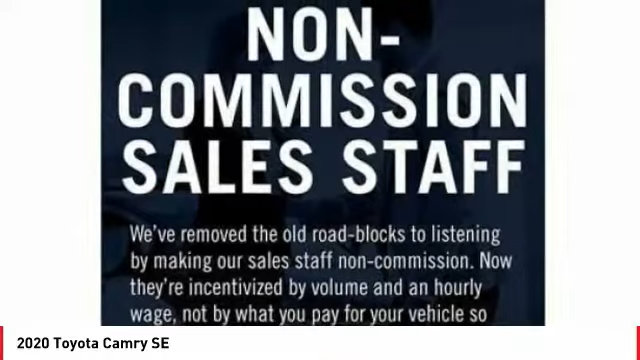 NON-
COMMISSION
SALES STAFF
We've removed the old road-blocks to listening
by making our sales staff non-commission. Now
they're incentivized by volume and an hourly
wage, not by what you pay for your vehicle so
2020 Toyota Camry SE